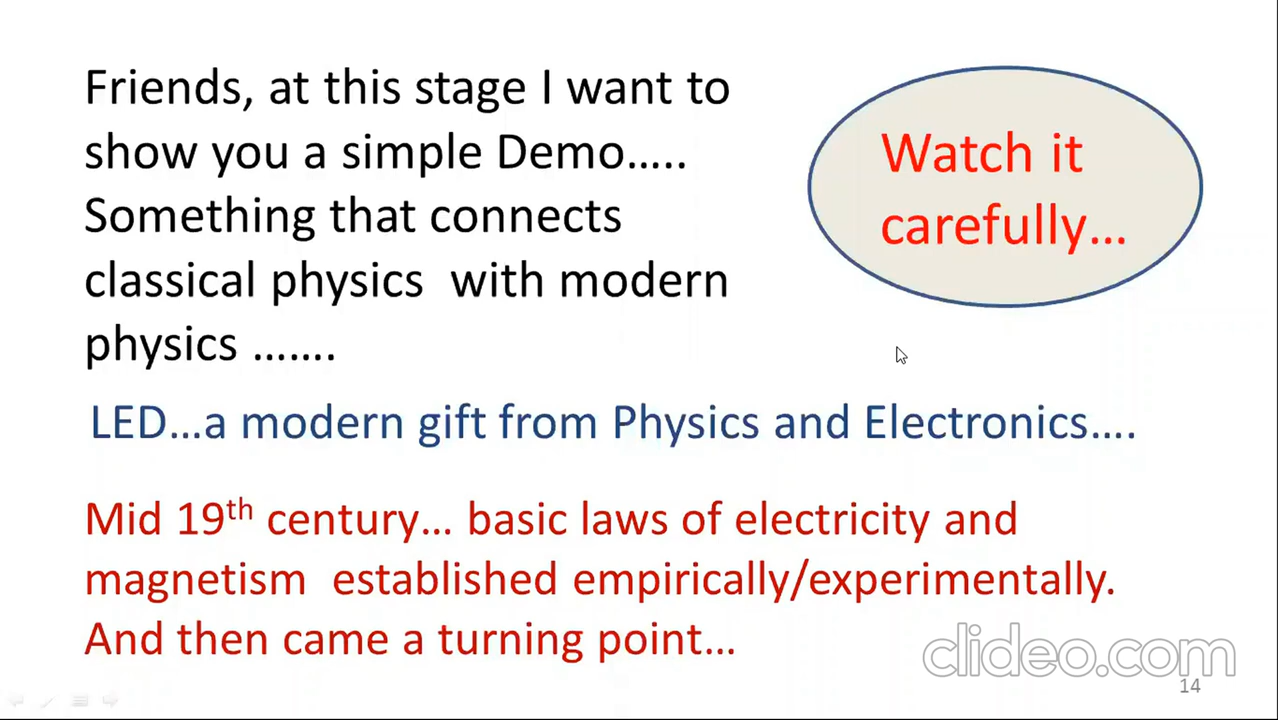 Friends, at this stage I want to
show you a simple Demo…..
Something that connects
classical physics  with modern
physics …….
Watch it
carefully…
LED…a modern gift from Physics and Electronics….
Mid 19th century… basic laws of electricity and
magnetism  established empirically/experimentally.
And then came a turning point…
clideo.com
14